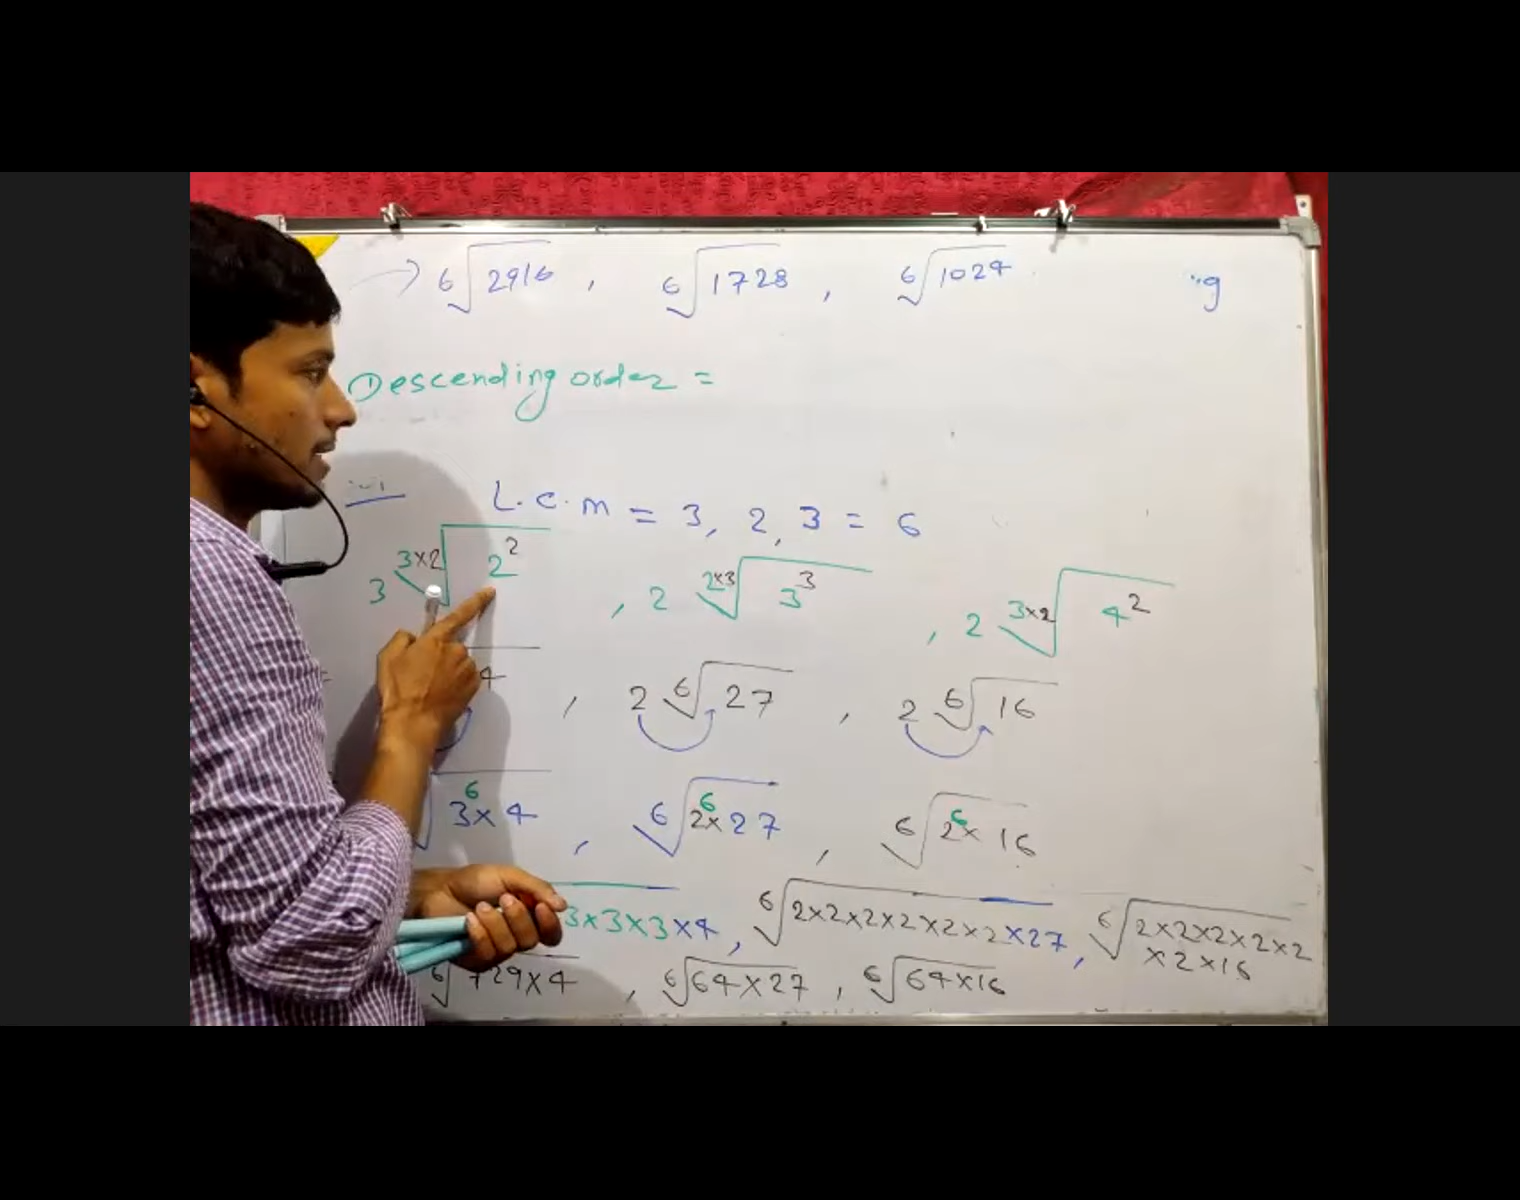 → ⁶√2916 , ⁶√1728 , ⁶√1024
Descending order =
L.C.M = 3, 2, 3 = 6
3 ³ˣ²√2² , 2 ²ˣ³√3³ , 2 ³ˣ²√4²
= 4 , 2 ⁶√27 , 2 ⁶√16
√3⁶×4 , ⁶√2⁶×27 , ⁶√2⁶×16
3×3×3×4 , ⁶√2×2×2×2×2×2×27 , ⁶√2×2×2×2×2
×2×16
⁶√729×4 , ⁶√64×27 , ⁶√64×16